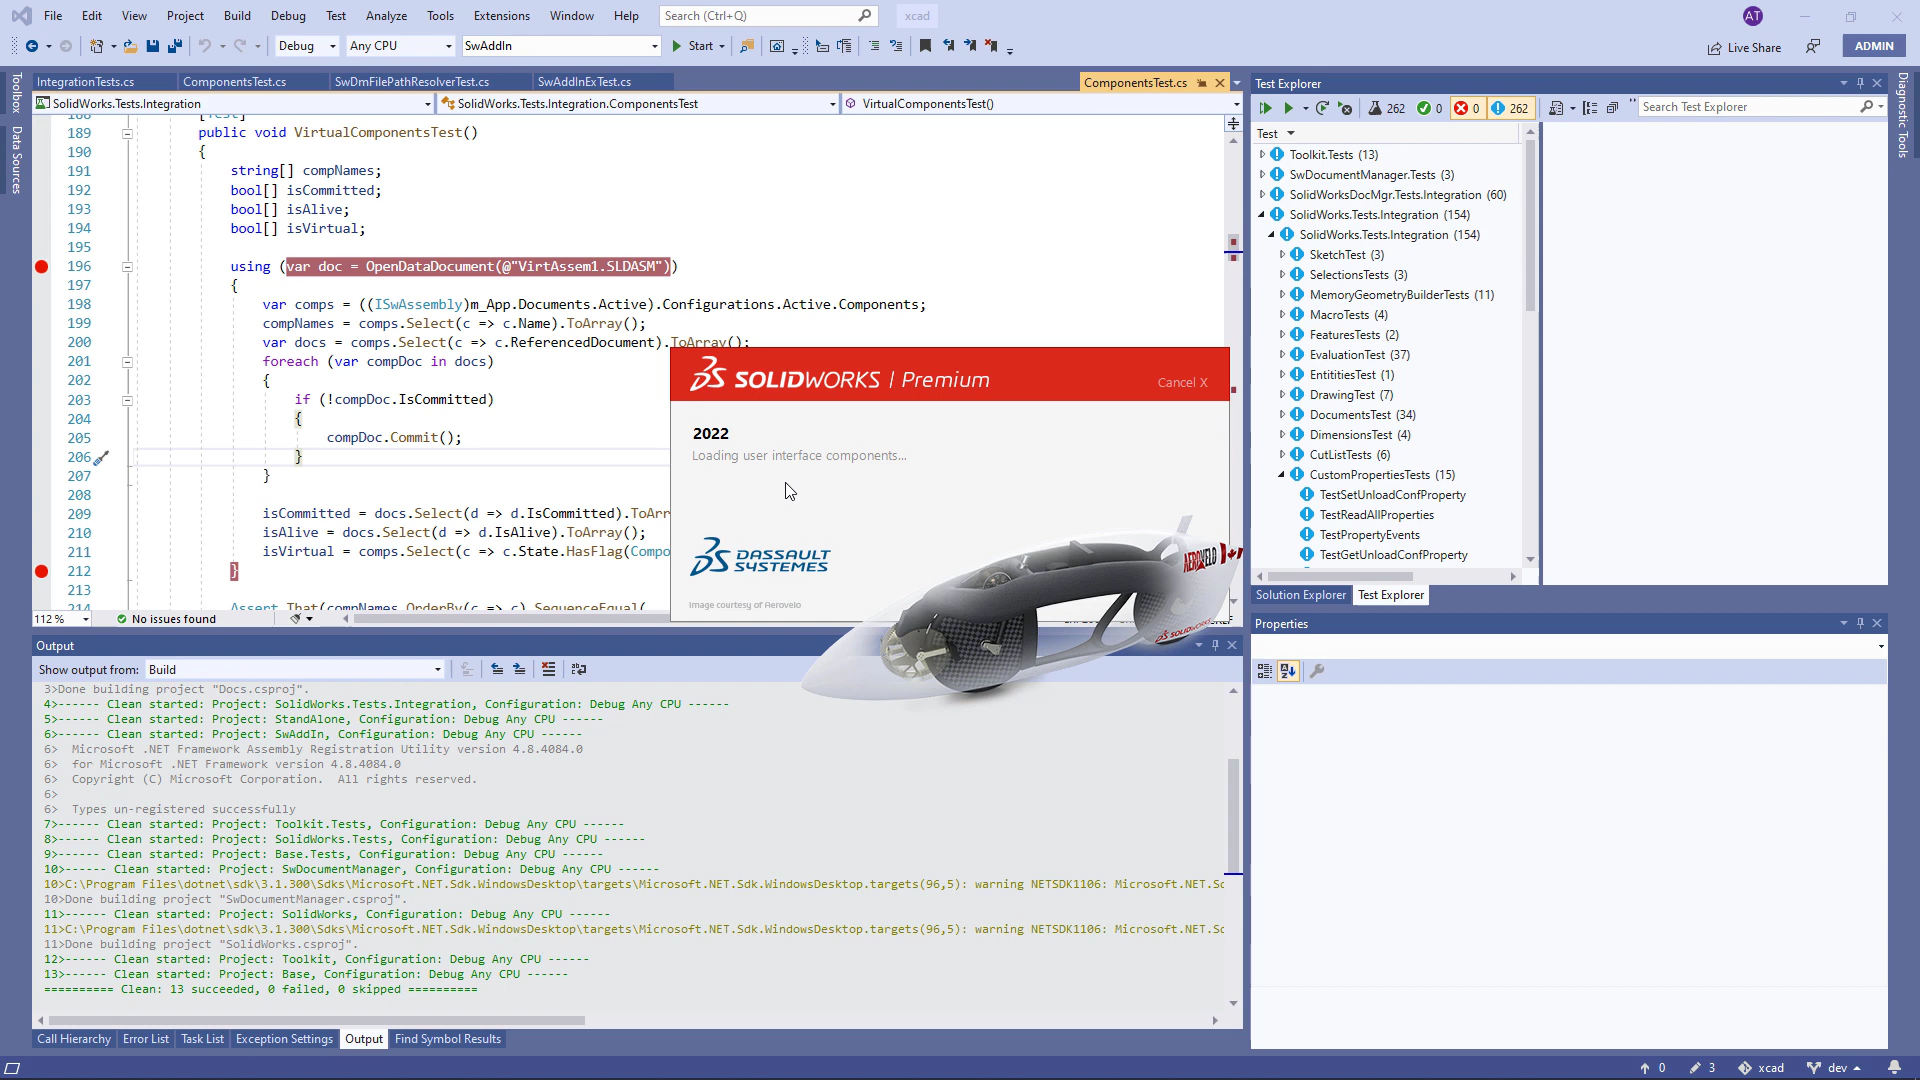 File Edit View Project Build Debug Test Analyze Tools Extensions Window Help Search (Ctrl+Q) xcad AT
Debug Any CPU SwAddIn Start Live Share ADMIN
Toolbox
Data Sources
IntegrationTests.cs ComponentsTest.cs SwDmFilePathResolverTest.cs SwAddInExTest.cs ComponentsTest.cs
SolidWorks.Tests.Integration SolidWorks.Tests.Integration.ComponentsTest VirtualComponentsTest()
188 [Test]
189 public void VirtualComponentsTest()
190 {
191 string[] compNames;
192 bool[] isCommitted;
193 bool[] isAlive;
194 bool[] isVirtual;
195
196 using (var doc = OpenDataDocument(@"VirtAssem1.SLDASM"))
197 {
198 var comps = ((ISwAssembly)m_App.Documents.Active).Configurations.Active.Components;
199 compNames = comps.Select(c => c.Name).ToArray();
200 var docs = comps.Select(c => c.ReferencedDocument).ToArray();
201 foreach (var compDoc in docs)
202 {
203 if (!compDoc.IsCommitted)
204 {
205 compDoc.Commit();
206 }
207 }
208
209 isCommitted = docs.Select(d => d.IsCommitted).ToArr
210 isAlive = docs.Select(d => d.IsAlive).ToArray();
211 isVirtual = comps.Select(c => c.State.HasFlag(Compo
212 }
213
214 Assert.That(compNames.OrderBy(c => c).SequenceEqual(
112 % No issues found
SOLIDWORKS | Premium Cancel X
2022
Loading user interface components...
DASSAULT SYSTEMES
Image courtesy of Aerovelo
AEROVELO
SOLIDWORKS
Output
Show output from: Build
3>Done building project "Docs.csproj".
4>------ Clean started: Project: SolidWorks.Tests.Integration, Configuration: Debug Any CPU ------
5>------ Clean started: Project: StandAlone, Configuration: Debug Any CPU ------
6>------ Clean started: Project: SwAddIn, Configuration: Debug Any CPU ------
6> Microsoft .NET Framework Assembly Registration Utility version 4.8.4084.0
6> for Microsoft .NET Framework version 4.8.4084.0
6> Copyright (C) Microsoft Corporation. All rights reserved.
6>
6> Types un-registered successfully
7>------ Clean started: Project: Toolkit.Tests, Configuration: Debug Any CPU ------
8>------ Clean started: Project: SolidWorks.Tests, Configuration: Debug Any CPU ------
9>------ Clean started: Project: Base.Tests, Configuration: Debug Any CPU ------
10>------ Clean started: Project: SwDocumentManager, Configuration: Debug Any CPU ------
10>C:\Program Files\dotnet\sdk\3.1.300\Sdks\Microsoft.NET.Sdk.WindowsDesktop\targets\Microsoft.NET.Sdk.WindowsDesktop.targets(96,5): warning NETSDK1106: Microsoft.NET.Sc
10>Done building project "SwDocumentManager.csproj".
11>------ Clean started: Project: SolidWorks, Configuration: Debug Any CPU ------
11>C:\Program Files\dotnet\sdk\3.1.300\Sdks\Microsoft.NET.Sdk.WindowsDesktop\targets\Microsoft.NET.Sdk.WindowsDesktop.targets(96,5): warning NETSDK1106: Microsoft.NET.Sc
11>Done building project "SolidWorks.csproj".
12>------ Clean started: Project: Toolkit, Configuration: Debug Any CPU ------
13>------ Clean started: Project: Base, Configuration: Debug Any CPU ------
========== Clean: 13 succeeded, 0 failed, 0 skipped ==========
Call Hierarchy Error List Task List Exception Settings Output Find Symbol Results
Test Explorer
262 0 0 262 Search Test Explorer
Test
Toolkit.Tests (13)
SwDocumentManager.Tests (3)
SolidWorksDocMgr.Tests.Integration (60)
SolidWorks.Tests.Integration (154)
SolidWorks.Tests.Integration (154)
SketchTest (3)
SelectionsTests (3)
MemoryGeometryBuilderTests (11)
MacroTests (4)
FeaturesTests (2)
EvaluationTest (37)
EntitiesTest (1)
DrawingTest (7)
DocumentsTest (34)
DimensionsTest (4)
CutListTests (6)
CustomPropertiesTests (15)
TestSetUnloadConfProperty
TestReadAllProperties
TestPropertyEvents
TestGetUnloadConfProperty
Solution Explorer Test Explorer
Properties
Diagnostic Tools
0 3 xcad dev